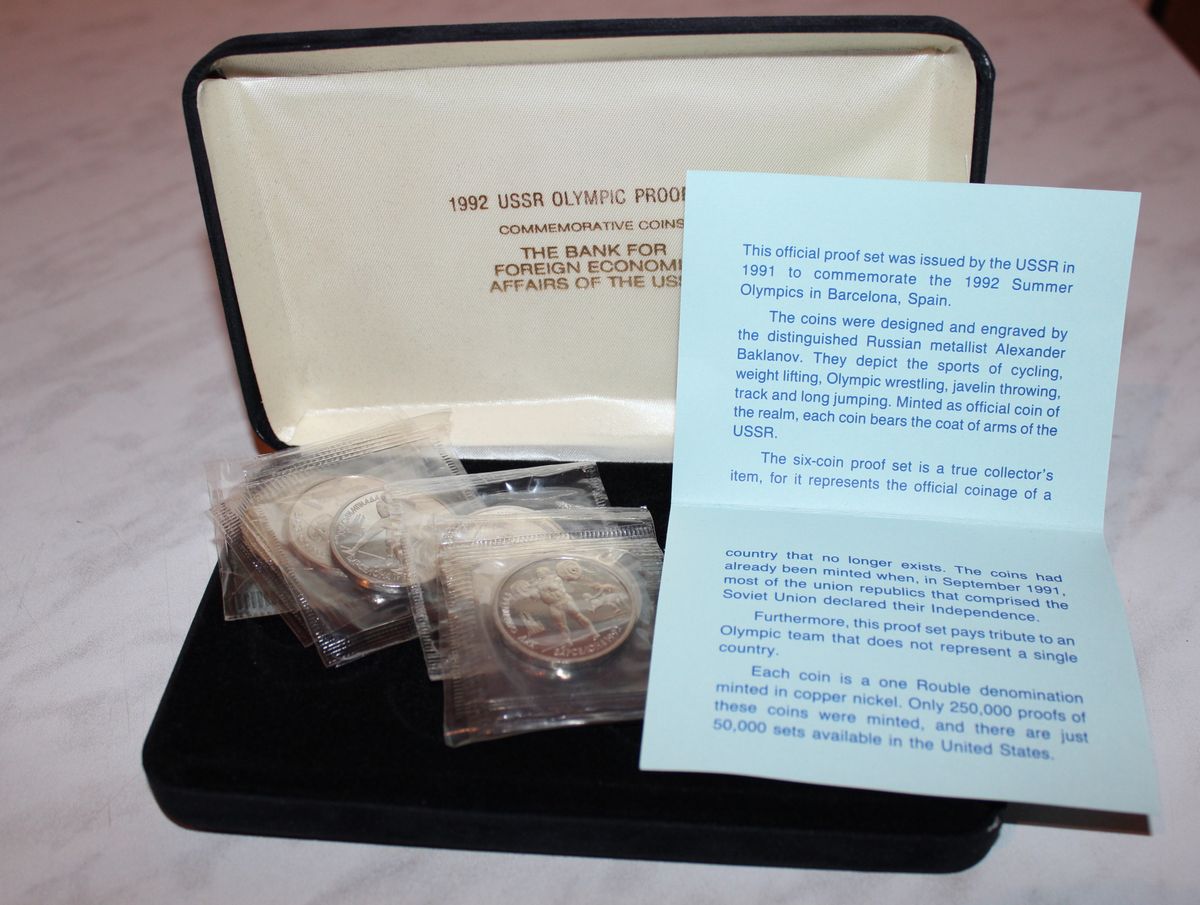 1992 USSR OLYMPIC PROO
COMMEMORATIVE COINS
THE BANK FOR
FOREIGN ECONOMI
AFFAIRS OF THE US
This official proof set was issued by the USSR in
1991 to commemorate the 1992 Summer
Olympics in Barcelona, Spain.
The coins were designed and engraved by
the distinguished Russian metallist Alexander
Baklanov. They depict the sports of cycling,
weight lifting, Olympic wrestling, javelin throwing,
track and long jumping. Minted as official coin of
the realm, each coin bears the coat of arms of the
USSR.
The six-coin proof set is a true collector's
item, for it represents the official coinage of a
country that no longer exists. The coins had
already been minted when, in September 1991,
most of the union republics that comprised the
Soviet Union declared their Independence.
Furthermore, this proof set pays tribute to an
Olympic team that does not represent a single
country.
Each coin is a one Rouble denomination
minted in copper nickel. Only 250,000 proofs of
these coins were minted, and there are just
50,000 sets available in the United States.